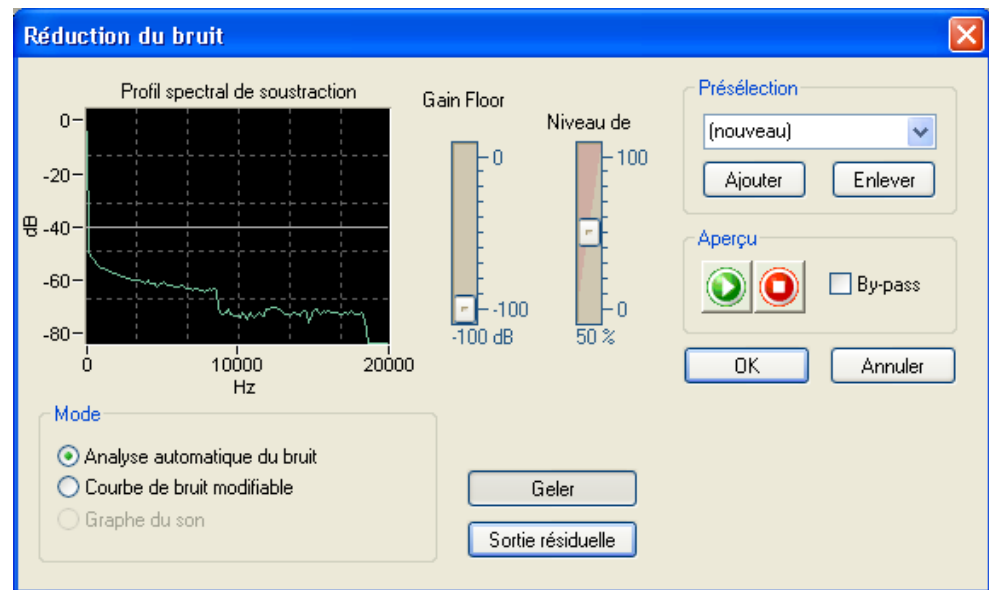 Réduction du bruit
Profil spectral de soustraction
0
-20
-40
-60
-80
dB
0
10000
20000
Hz
Gain Floor
0
-100
-100 dB
Niveau de
100
0
50 %
Présélection
(nouveau)
Ajouter
Enlever
Aperçu
By-pass
OK
Annuler
Mode
Analyse automatique du bruit
Courbe de bruit modifiable
Graphe du son
Geler
Sortie résiduelle